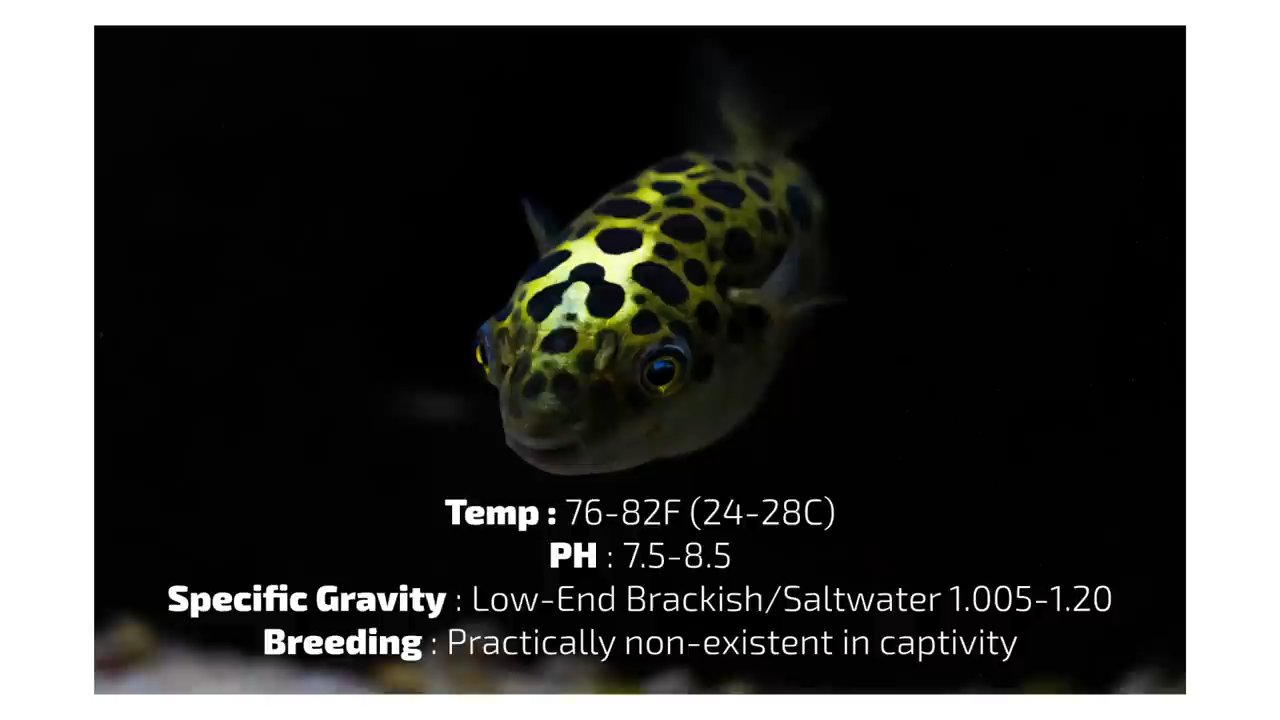 Temp : 76-82F (24-28C)
PH : 7.5-8.5
Specific Gravity : Low-End Brackish/Saltwater 1.005-1.20
Breeding : Practically non-existent in captivity